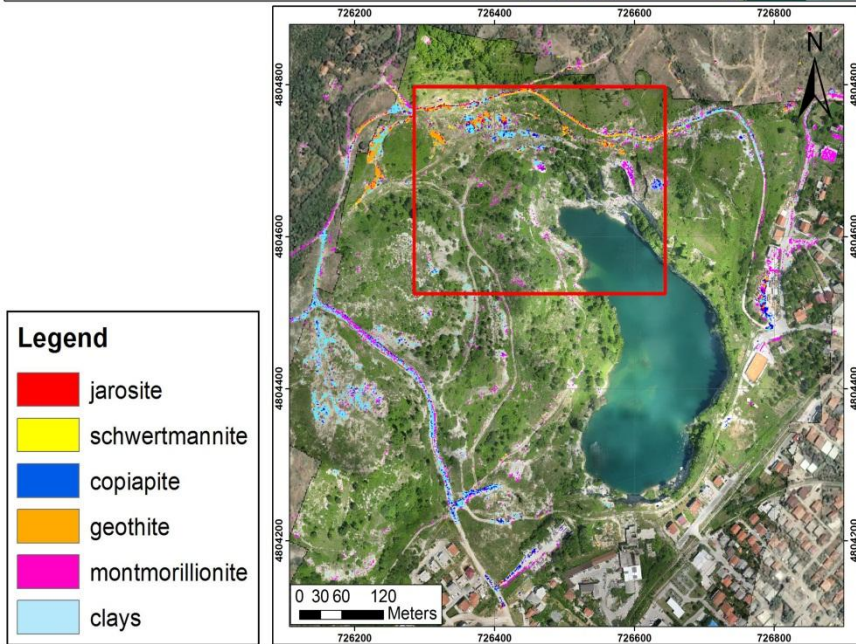 726200 726400 726600 726800
N
4804800 4804800
4804600 4804600
4804400 4804400
4804200 4804200
Legend
jarosite
schwertmannite
copiapite
geothite
montmorillionite
clays
0 30 60 120
Meters
726200 726400 726600 726800